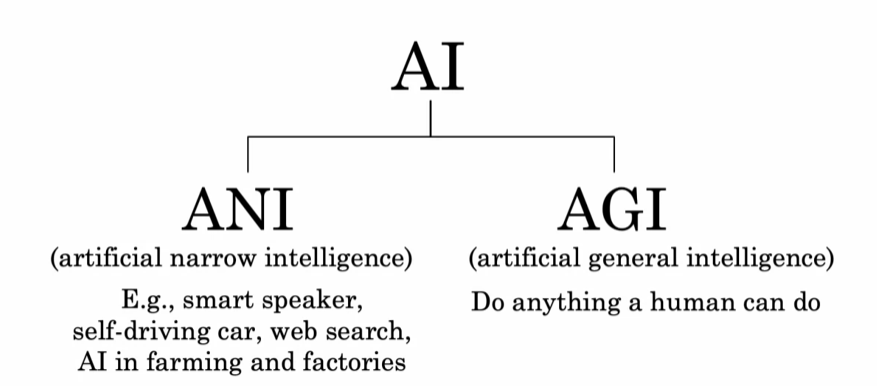 AI
ANI
(artificial narrow intelligence)
E.g., smart speaker,
self-driving car, web search,
AI in farming and factories
AGI
(artificial general intelligence)
Do anything a human can do